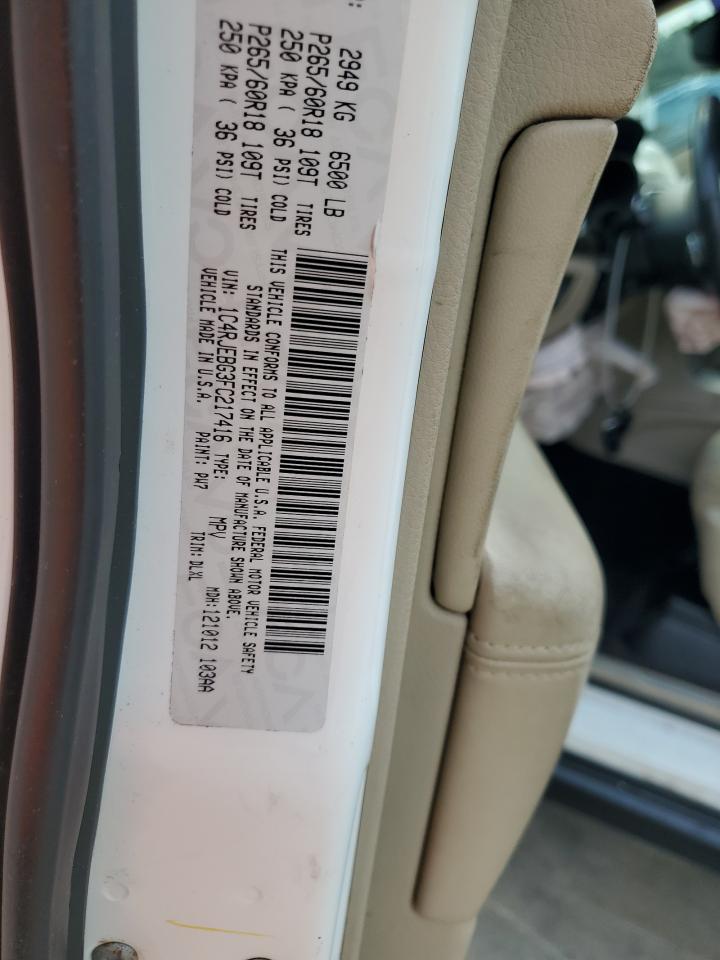 : 2949 KG 6500 LB
P265/60R18 109T TIRES
250 KPA ( 36 PSI) COLD
P265/60R18 109T TIRES
250 KPA ( 36 PSI) COLD
THIS VEHICLE CONFORMS TO ALL APPLICABLE U.S.A. FEDERAL MOTOR VEHICLE SAFETY
STANDARDS IN EFFECT ON THE DATE OF MANUFACTURE SHOWN ABOVE.
VIN: 1C4RJEBG3FC217416 TYPE: MPV MDH:121012 103AA
VEHICLE MADE IN U.S.A. PAINT: PW7 TRIM: DLXL